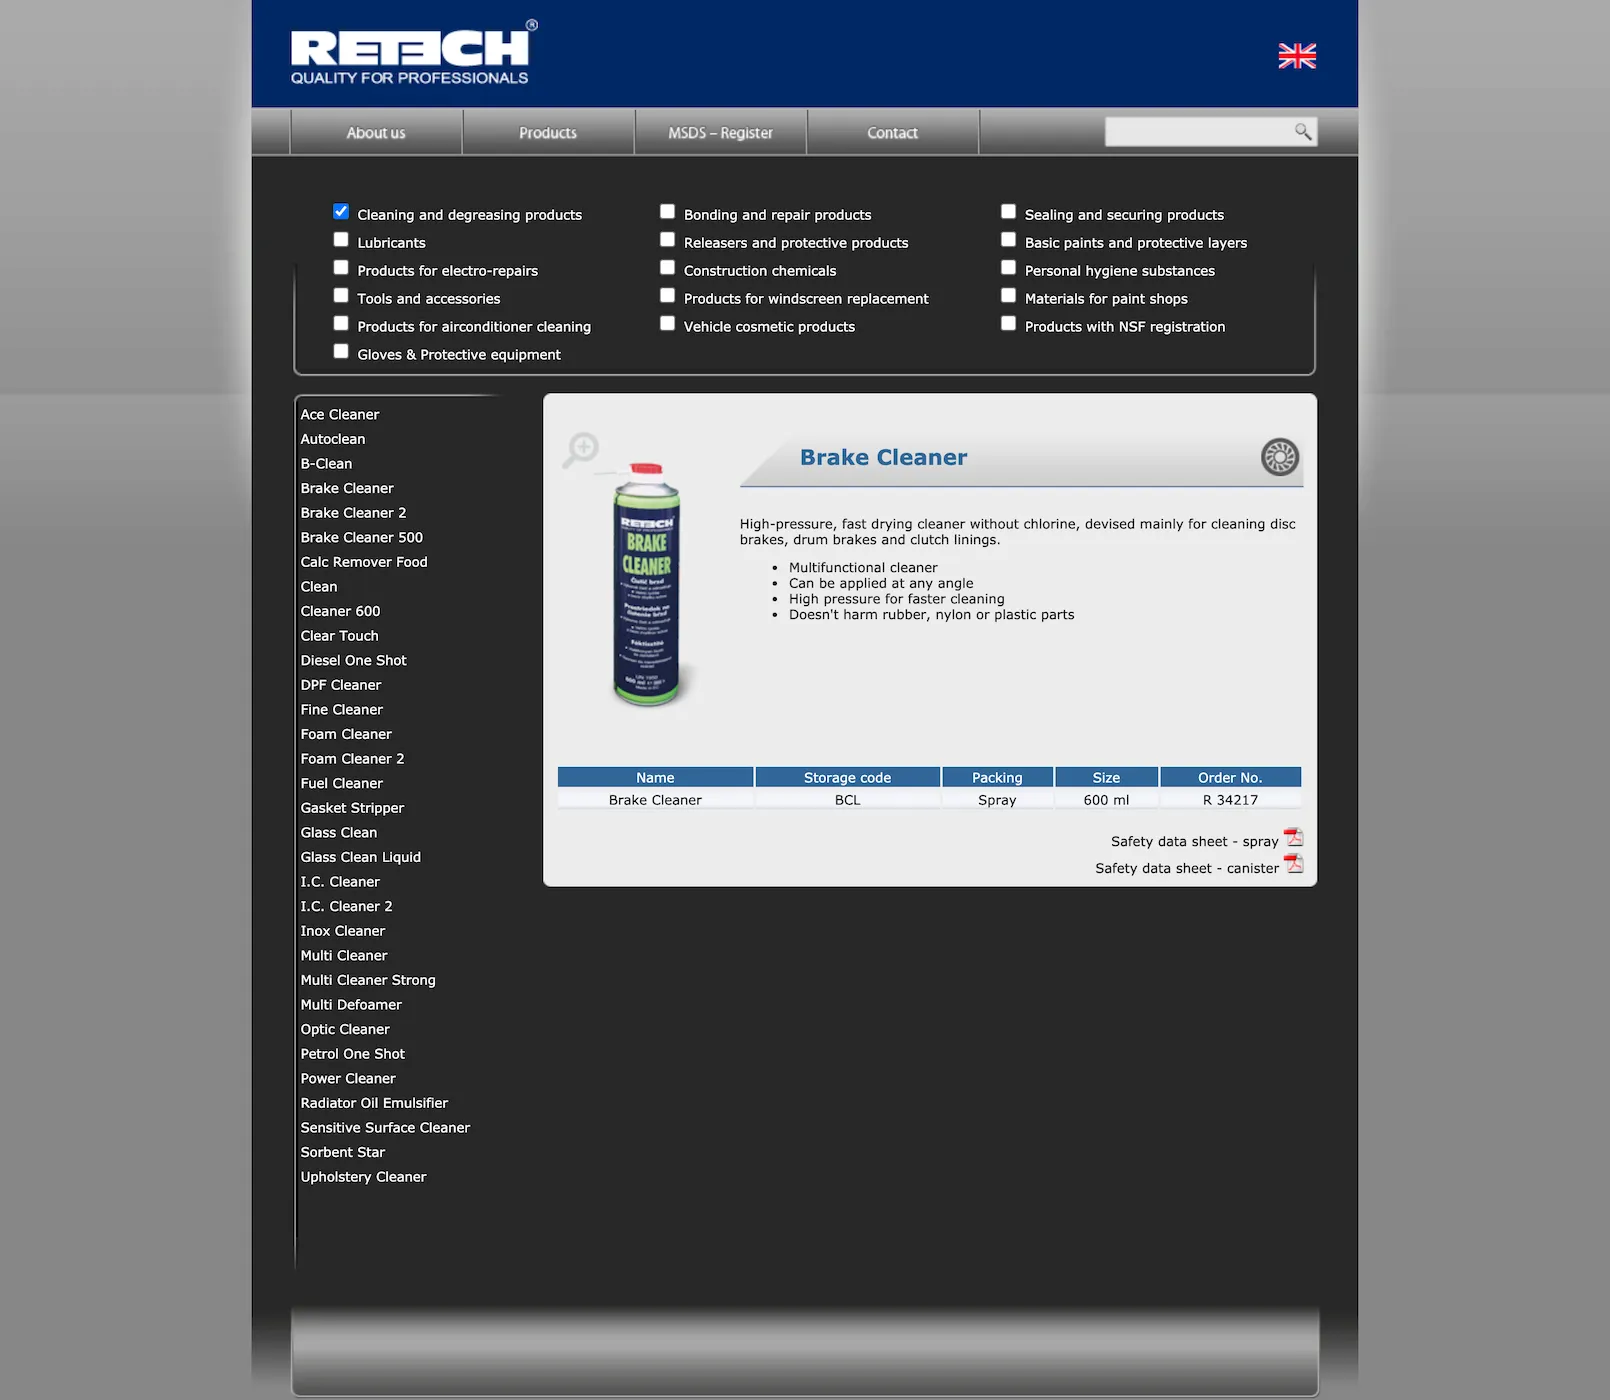 RETECH®
QUALITY FOR PROFESSIONALS
About us
Products
MSDS – Register
Contact
Cleaning and degreasing products
Lubricants
Products for electro-repairs
Tools and accessories
Products for airconditioner cleaning
Gloves & Protective equipment
Bonding and repair products
Releasers and protective products
Construction chemicals
Products for windscreen replacement
Vehicle cosmetic products
Sealing and securing products
Basic paints and protective layers
Personal hygiene substances
Materials for paint shops
Products with NSF registration
Ace Cleaner
Autoclean
B-Clean
Brake Cleaner
Brake Cleaner 2
Brake Cleaner 500
Calc Remover Food
Clean
Cleaner 600
Clear Touch
Diesel One Shot
DPF Cleaner
Fine Cleaner
Foam Cleaner
Foam Cleaner 2
Fuel Cleaner
Gasket Stripper
Glass Clean
Glass Clean Liquid
I.C. Cleaner
I.C. Cleaner 2
Inox Cleaner
Multi Cleaner
Multi Cleaner Strong
Multi Defoamer
Optic Cleaner
Petrol One Shot
Power Cleaner
Radiator Oil Emulsifier
Sensitive Surface Cleaner
Sorbent Star
Upholstery Cleaner
RETECH
BRAKE
CLEANER
Čistič brzd
Prostriedok na
čistenie bŕzd
Féktisztító
Brake Cleaner
High-pressure, fast drying cleaner without chlorine, devised mainly for cleaning disc
brakes, drum brakes and clutch linings.
• Multifunctional cleaner
• Can be applied at any angle
• High pressure for faster cleaning
• Doesn't harm rubber, nylon or plastic parts
Name Storage code Packing Size Order No.
Brake Cleaner BCL Spray 600 ml R 34217
Safety data sheet - spray
Safety data sheet - canister